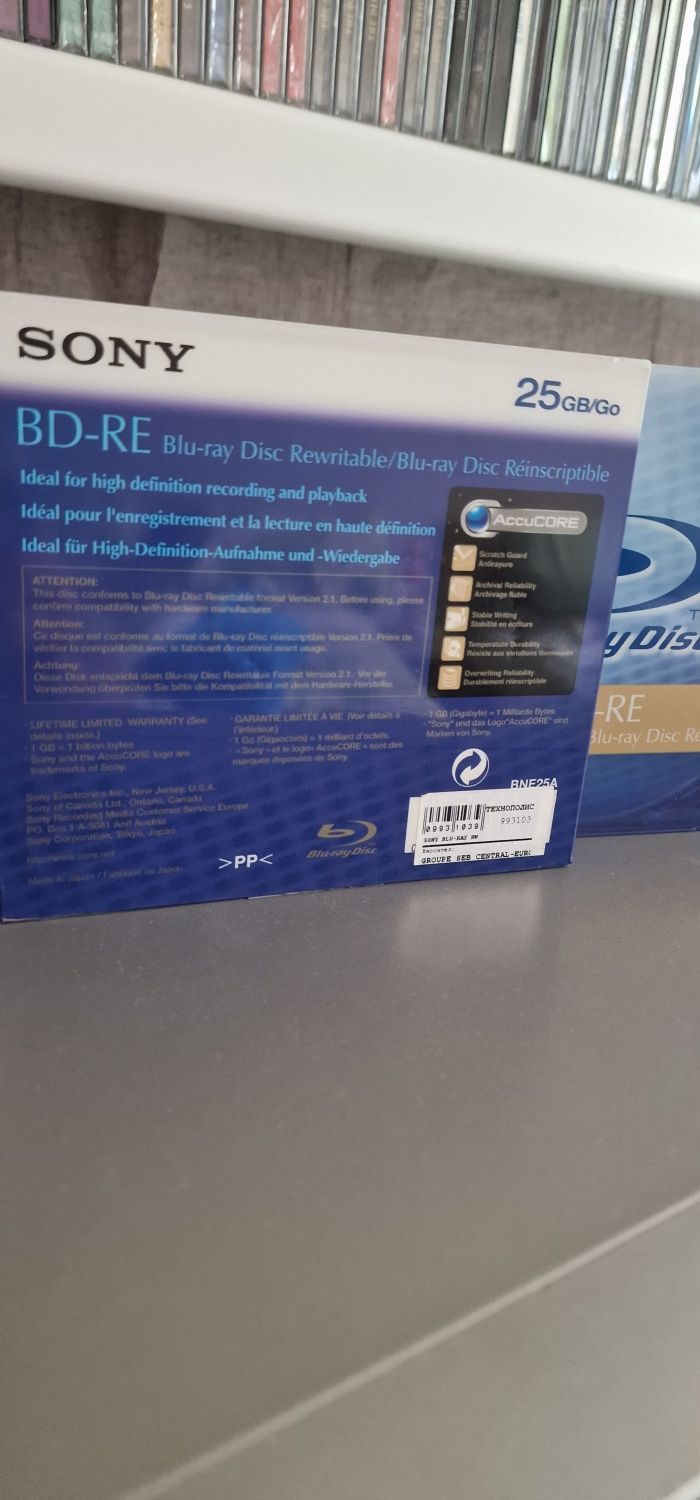 SONY
25GB/Go
BD-RE Blu-ray Disc Rewritable/Blu-ray Disc Réinscriptible
Ideal for high definition recording and playback
Idéal pour l'enregistrement et la lecture en haute définition
Ideal für High-Definition-Aufnahme und -Wiedergabe
AccuCORE
Scratch Guard
Antirayure
Archival Reliability
Archivage fiable
Stable Writing
Stabilité en écriture
Temperature Durability
Résiste aux variations thermiques
Overwriting Reliability
Durablement réinscriptible
ATTENTION:
This disc conforms to Blu-ray Disc Rewritable format Version 2.1. Before using, please
confirm compatibility with hardware manufacturer.
Attention:
Ce disque est conforme au format de Blu-ray Disc réinscriptible Version 2.1. Prière de
vérifier la compatibilité avec le fabricant de matériel avant usage.
Achtung:
Diese Disk entspricht dem Blu-ray Disc Rewritable Format Version 2.1. Vor der
Verwendung überprüfen Sie bitte die Kompatibilität mit dem Hardware-Hersteller.
· LIFETIME LIMITED WARRANTY (See
details inside.)
· 1 GB = 1 billion bytes
· Sony and the AccuCORE logo are
trademarks of Sony.
· GARANTIE LIMITÉE À VIE (Voir détails à
l'intérieur.)
· 1 Go (Gigaoctets) = 1 milliard d'octets.
· « Sony » et le logo « AccuCORE » sont des
marques déposées de Sony.
· 1 GB (Gigabyte) = 1 Milliarde Bytes
· "Sony" und das Logo "AccuCORE" sind
Marken von Sony.
Sony Electronics Inc., New Jersey, U.S.A.
Sony of Canada Ltd., Ontario, Canada
Sony Recording Media Customer Service Europe
PO. Box 1 A-5081 Anif Austria
Sony Corporation, Tokyo, Japan
http://www.sony.net
Made in Japan / Fabriqué au Japon
>PP<
Blu-ray Disc
BNE25A
ТЕХНОПОЛИС
0993 1039
993103
SONY BLU-RAY RW
Вносител:
GROUPE SEB CENTRAL-EURO
TM
y Disc
-RE
Blu-ray Disc Re